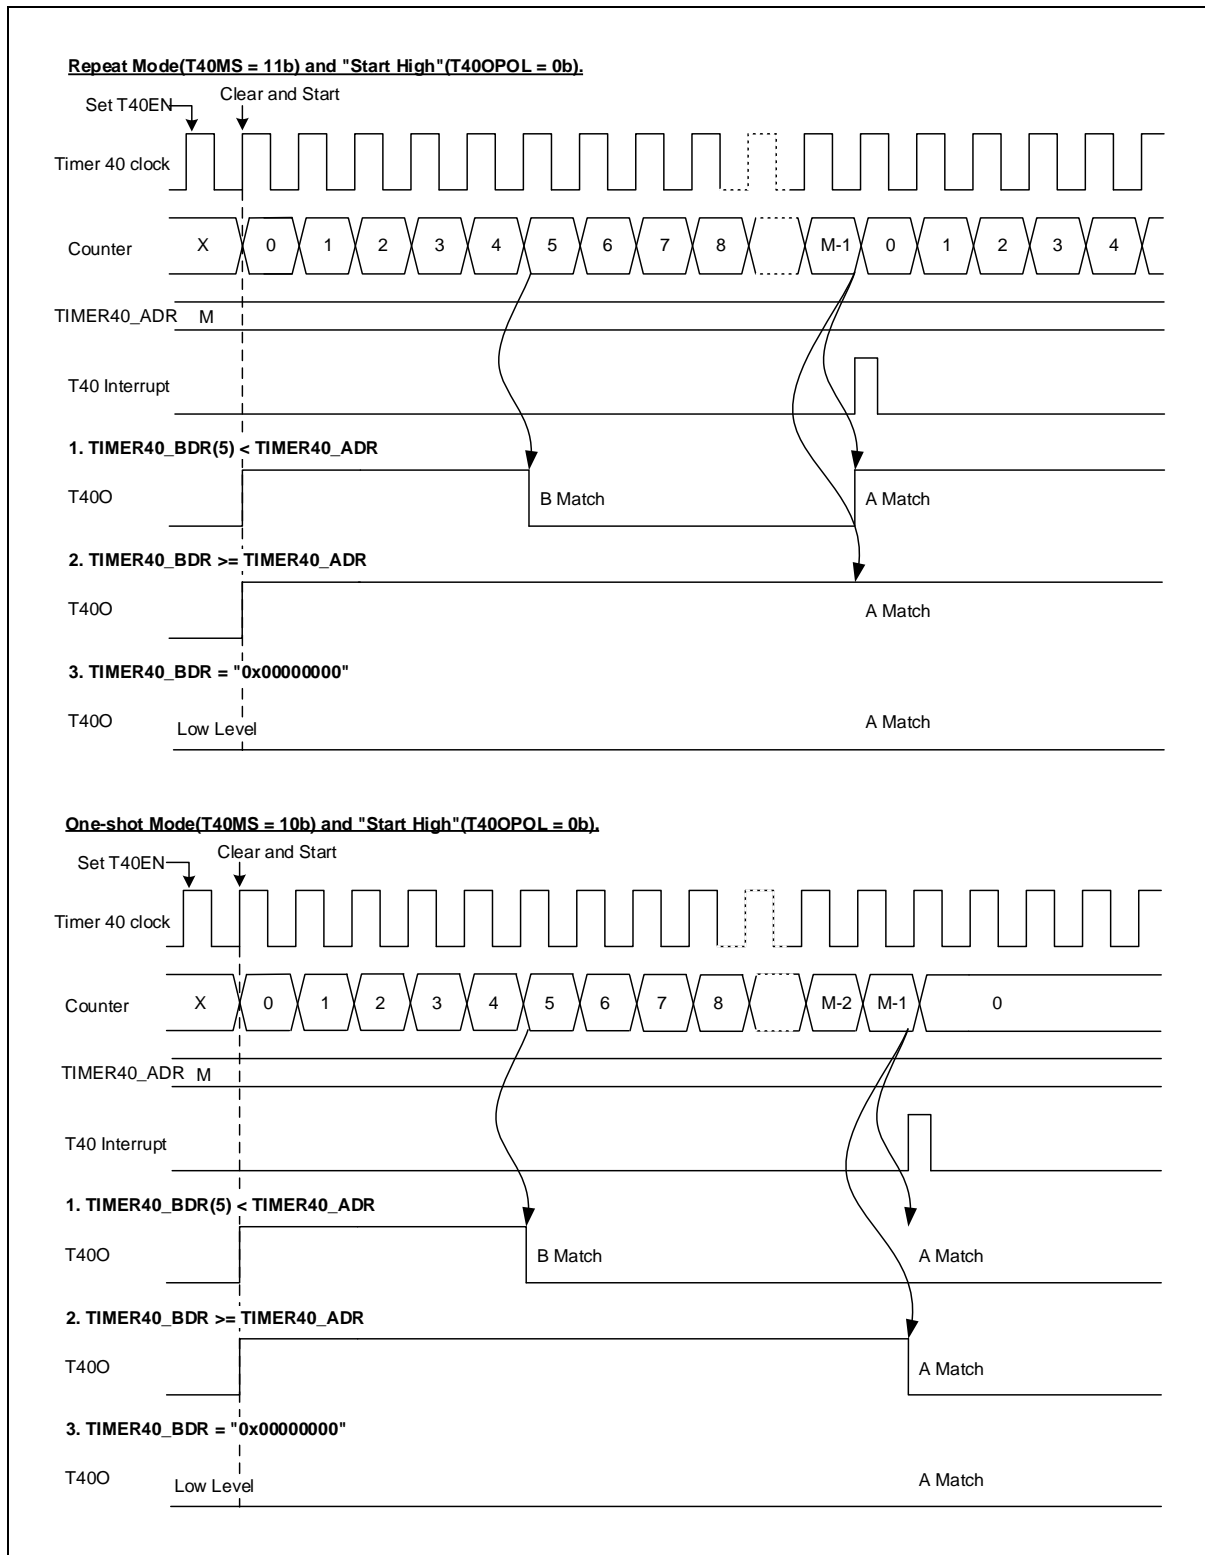 Repeat Mode(T40MS = 11b) and "Start High"(T40OPOL = 0b).
Set T40EN
Clear and Start
Timer 40 clock
Counter X 0 1 2 3 4 5 6 7 8 M-1 0 1 2 3 4
TIMER40_ADR M
T40 Interrupt
1. TIMER40_BDR(5) < TIMER40_ADR
T40O B Match A Match
2. TIMER40_BDR >= TIMER40_ADR
T40O A Match
3. TIMER40_BDR = "0x00000000"
T40O Low Level A Match
One-shot Mode(T40MS = 10b) and "Start High"(T40OPOL = 0b).
Set T40EN
Clear and Start
Timer 40 clock
Counter X 0 1 2 3 4 5 6 7 8 M-2 M-1 0
TIMER40_ADR M
T40 Interrupt
1. TIMER40_BDR(5) < TIMER40_ADR
T40O B Match A Match
2. TIMER40_BDR >= TIMER40_ADR
T40O A Match
3. TIMER40_BDR = "0x00000000"
T40O Low Level A Match